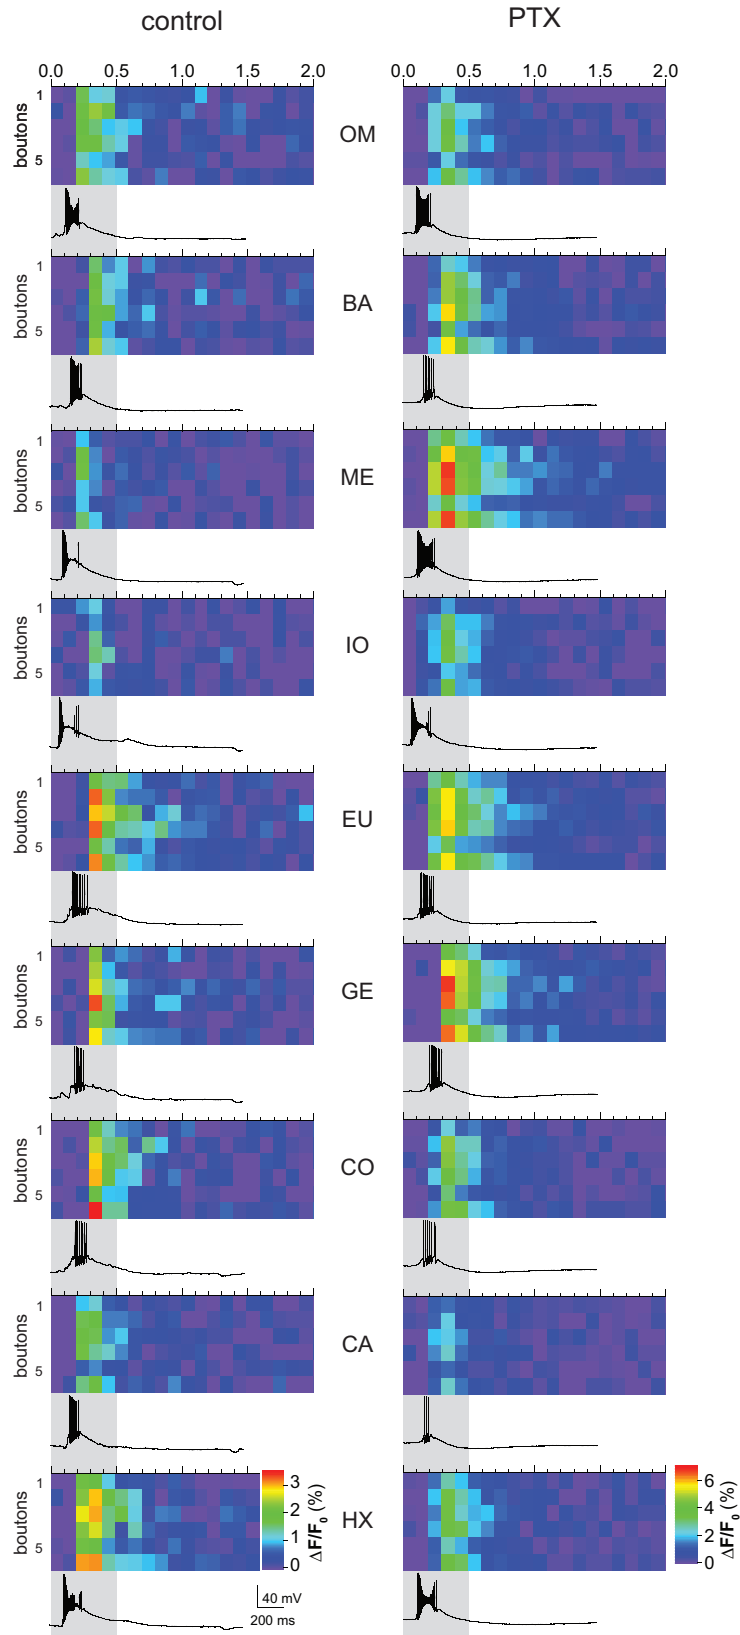 control PTX
0.0 0.5 1.0 1.5 2.0 0.0 0.5 1.0 1.5 2.0
1
boutons
5
OM
1
boutons
5
BA
1
boutons
5
ME
1
boutons
5
IO
1
boutons
5
EU
1
boutons
5
GE
1
boutons
5
CO
1
boutons
5
CA
1
boutons
5
3
2
1
0
ΔF/F0 (%)
HX
6
4
2
0
ΔF/F0 (%)
40 mV
200 ms